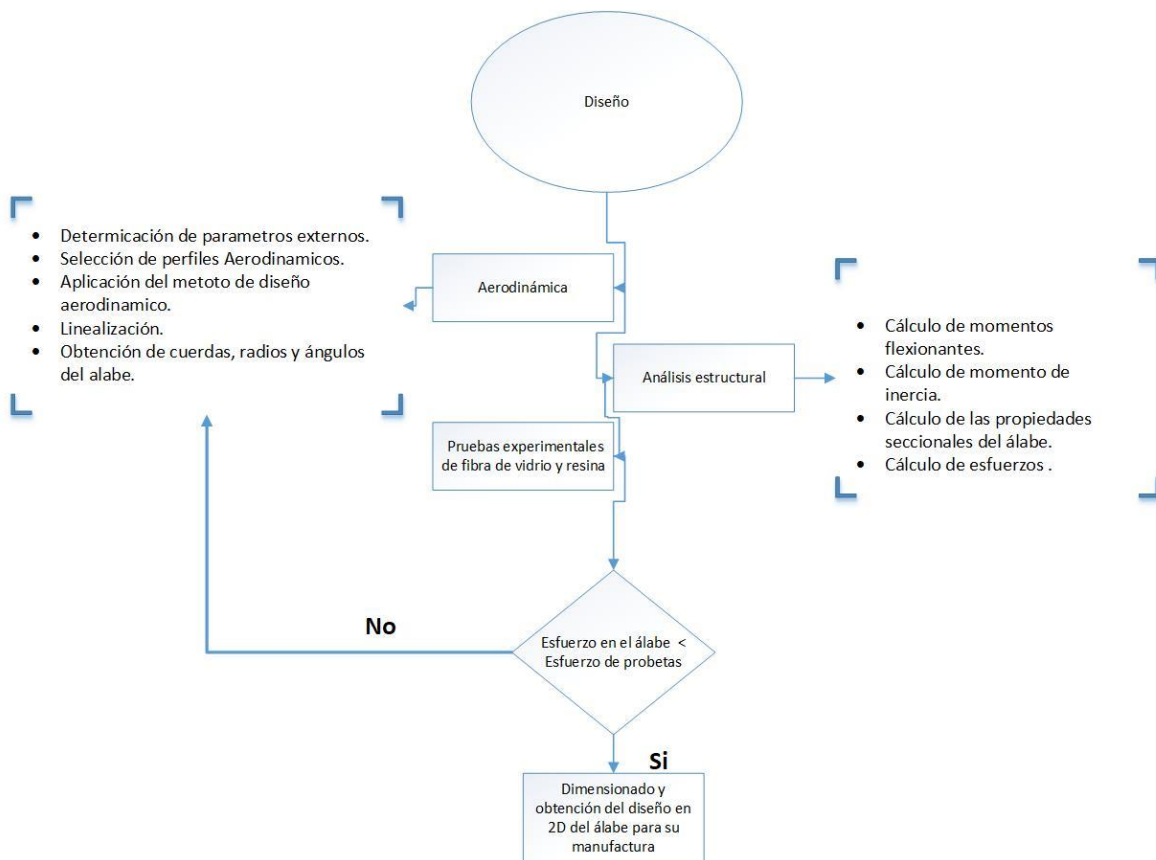 Diseño
• Determicación de parametros externos.
• Selección de perfiles Aerodinamicos.
• Aplicación del metoto de diseño
aerodinamico.
• Linealización.
• Obtención de cuerdas, radios y ángulos
del alabe.
Aerodinámica
Análisis estructural
• Cálculo de momentos
flexionantes.
• Cálculo de momento de
inercia.
• Cálculo de las propiedades
seccionales del álabe.
• Cálculo de esfuerzos .
Pruebas experimentales
de fibra de vidrio y resina
No
Esfuerzo en el álabe <
Esfuerzo de probetas
Si
Dimensionado y
obtención del diseño en
2D del álabe para su
manufactura